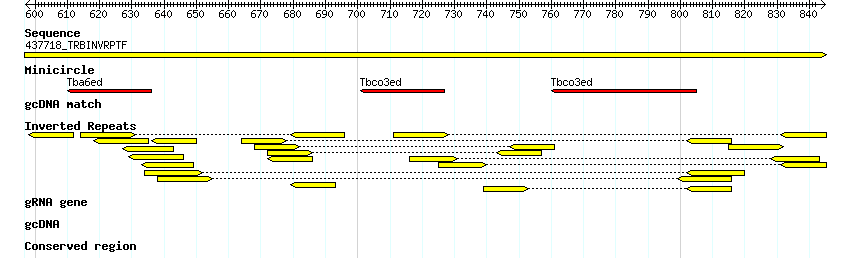 600 610 620 630 640 650 660 670 680 690 700 710 720 730 740 750 760 770 780 790 800 810 820 830 840
Sequence
437718_TRBINVRPTF
Minicircle
Tba6ed Tbco3ed Tbco3ed
gcDNA match
Inverted Repeats
gRNA gene
gcDNA
Conserved region